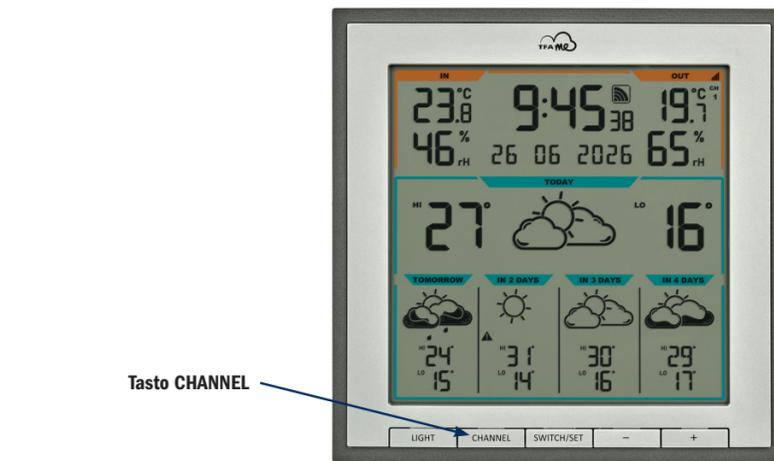 TFA ME
IN OUT
23.8 °C 9:45 38 19.7 °C CH 1
46 % rH 26 06 2026 65 % rH
TODAY
HI 27° LO 16°
TOMORROW IN 2 DAYS IN 3 DAYS IN 4 DAYS
HI 24° HI 31° HI 30° HI 29°
LO 15° LO 14° LO 16° LO 17°
Tasto CHANNEL
LIGHT CHANNEL SWITCH/SET − +